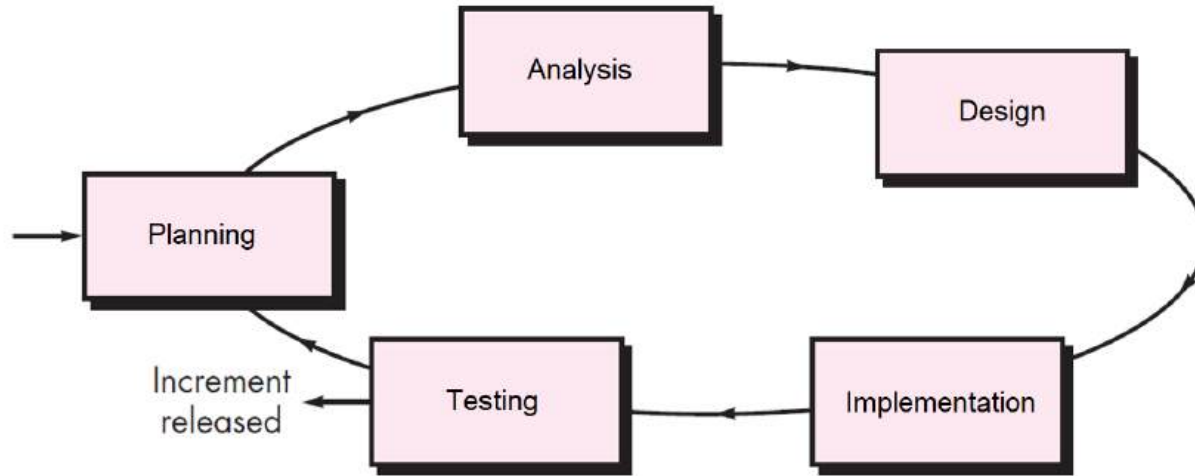 Analysis
Design
Planning
Increment
released
Testing
Implementation